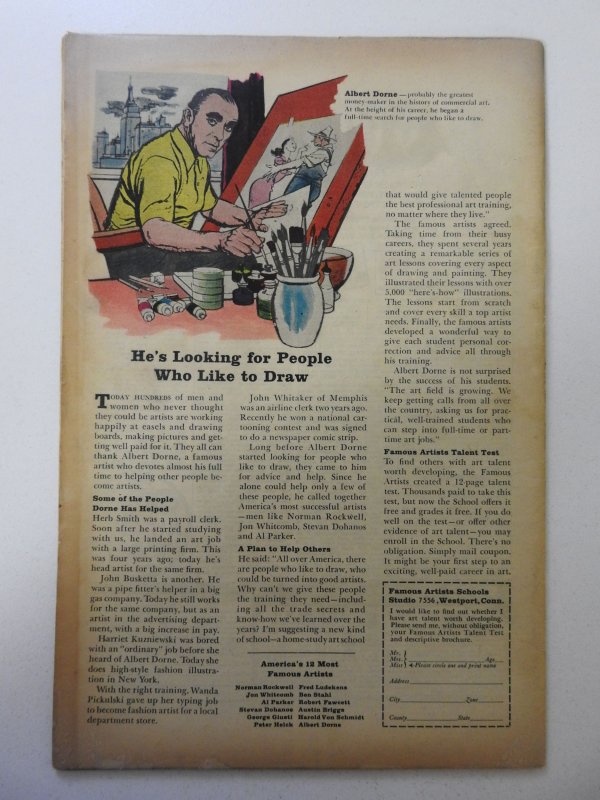 Albert Dorne — probably the greatest
money-maker in the history of commercial art.
At the height of his career, he began a
full-time search for people who like to draw.
He's Looking for People
Who Like to Draw
TODAY HUNDREDS of men and
women who never thought
they could be artists are working
happily at easels and drawing
boards, making pictures and get-
ting well paid for it. They all can
thank Albert Dorne, a famous
artist who devotes almost his full
time to helping other people be-
come artists.
Some of the People
Dorne Has Helped
Herb Smith was a payroll clerk.
Soon after he started studying
with us, he landed an art job
with a large printing firm. This
was four years ago; today he's
head artist for the same firm.
John Busketta is another. He
was a pipe fitter's helper in a big
gas company. Today he still works
for the same company, but as an
artist in the advertising depart-
ment, with a big increase in pay.
Harriet Kuzniewski was bored
with an "ordinary" job before she
heard of Albert Dorne. Today she
does high-style fashion illustra-
tion in New York.
With the right training, Wanda
Pickulski gave up her typing job
to become fashion artist for a local
department store.
John Whitaker of Memphis
was an airline clerk two years ago.
Recently he won a national car-
tooning contest and was signed
to do a newspaper comic strip.
Long before Albert Dorne
started looking for people who
like to draw, they came to him
for advice and help. Since he
alone could help only a few of
these people, he called together
America's most successful artists
—men like Norman Rockwell,
Jon Whitcomb, Stevan Dohanos
and Al Parker.
A Plan to Help Others
He said: "All over America, there
are people who like to draw, who
could be turned into good artists.
Why can't we give these people
the training they need—includ-
ing all the trade secrets and
know-how we've learned over the
years? I'm suggesting a new kind
of school—a home study art school
America's 12 Most
Famous Artists
Norman Rockwell Fred Ludekens
Jon Whitcomb Ben Stahl
Al Parker Robert Fawcett
Stevan Dohanos Austin Briggs
George Giusti Harold Von Schmidt
Peter Helck Albert Dorne
that would give talented people
the best professional art training,
no matter where they live."
The famous artists agreed.
Taking time from their busy
careers, they spent several years
creating a remarkable series of
art lessons covering every aspect
of drawing and painting. They
illustrated their lessons with over
5,000 "here's-how" illustrations.
The lessons start from scratch
and cover every skill a top artist
needs. Finally, the famous artists
developed a wonderful way to
give each student personal cor-
rection and advice all through
his training.
Albert Dorne is not surprised
by the success of his students.
"The art field is growing. We
keep getting calls from all over
the country, asking us for prac-
tical, well-trained students who
can step into full-time or part-
time art jobs."
Famous Artists Talent Test
To find others with art talent
worth developing, the Famous
Artists created a 12-page talent
test. Thousands paid to take this
test, but now the School offers it
free and grades it free. If you do
well on the test—or offer other
evidence of art talent—you may
enroll in the School. There's no
obligation. Simply mail coupon.
It might be your first step to an
exciting, well-paid career in art.
Famous Artists Schools
Studio 7556, Westport, Conn.
I would like to find out whether I
have art talent worth developing.
Please send me, without obligation,
your Famous Artists Talent Test
and descriptive brochure.
Mr.
Mrs. Age
Miss Please circle one and print name
Address
City Zone
County State